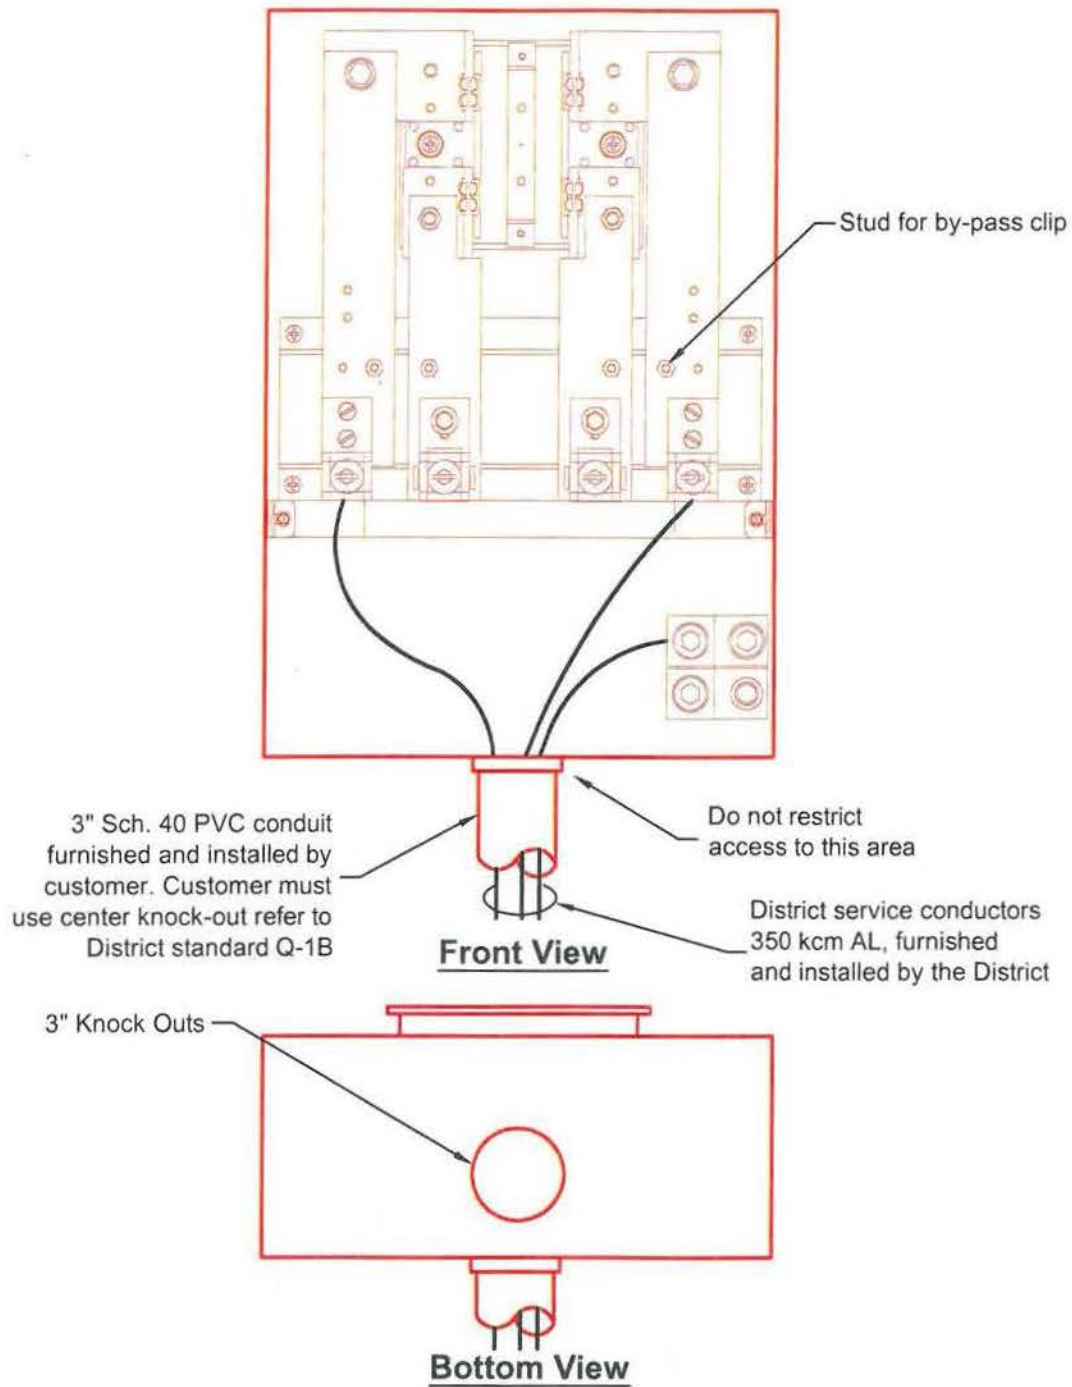 Stud for by-pass clip
3" Sch. 40 PVC conduit
furnished and installed by
customer. Customer must
use center knock-out refer to
District standard Q-1B
Do not restrict
access to this area
District service conductors
350 kcm AL, furnished
and installed by the District
Front View
3" Knock Outs
Bottom View